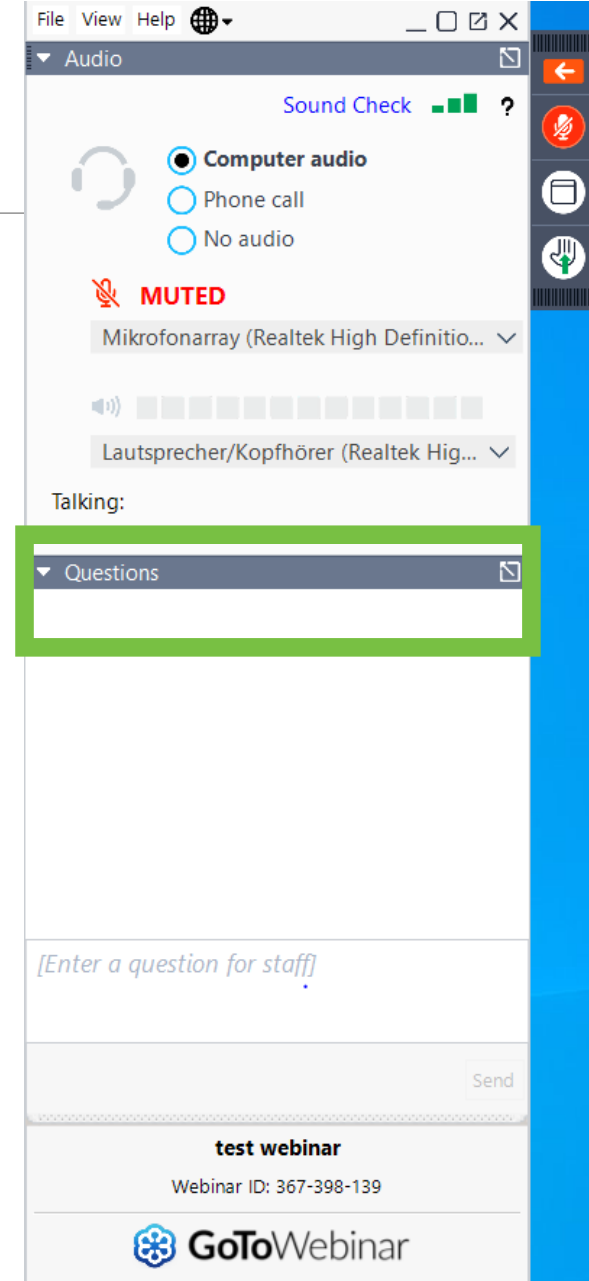 File View Help
Audio
Sound Check ?
Computer audio
Phone call
No audio
MUTED
Mikrofonarray (Realtek High Definitio...
Lautsprecher/Kopfhörer (Realtek Hig...
Talking:
Questions
[Enter a question for staff]
Send
test webinar
Webinar ID: 367-398-139
GoToWebinar